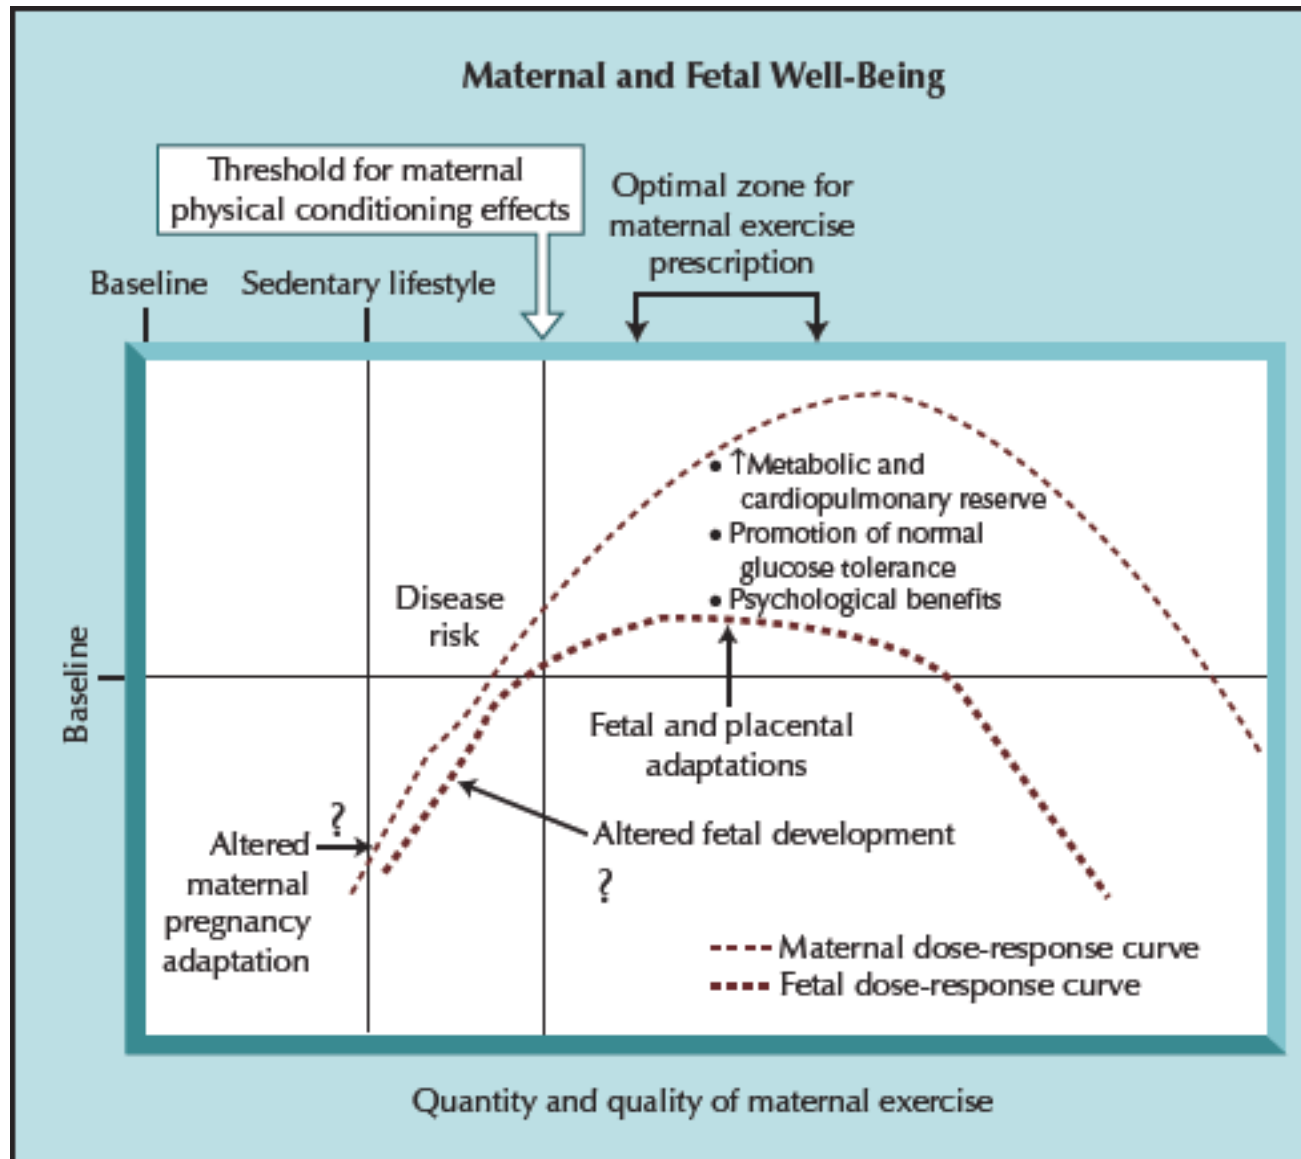 Maternal and Fetal Well-Being
Threshold for maternal
physical conditioning effects
Optimal zone for
maternal exercise
prescription
Baseline
Sedentary lifestyle
• ↑Metabolic and
cardiopulmonary reserve
• Promotion of normal
glucose tolerance
• Psychological benefits
Disease
risk
Baseline
Fetal and placental
adaptations
?
Altered
maternal
pregnancy
adaptation
Altered fetal development
?
Maternal dose-response curve
Fetal dose-response curve
Quantity and quality of maternal exercise